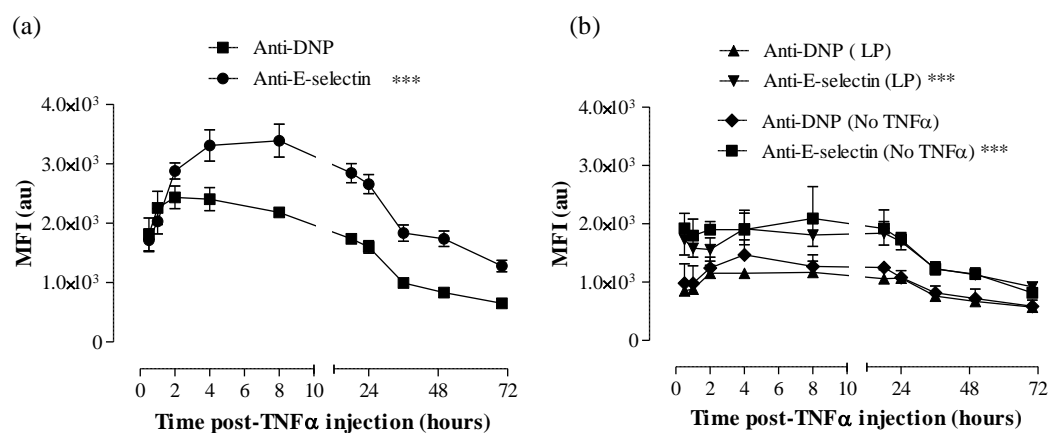 (a)
Anti-DNP
Anti-E-selectin ***
4.0×10³
3.0×10³
2.0×10³
1.0×10³
0
MFI (au)
0 2 4 6 8 10 24 48 72
Time post-TNFα injection (hours)
(b)
Anti-DNP ( LP)
Anti-E-selectin (LP) ***
Anti-DNP (No TNFα)
Anti-E-selectin (No TNFα) ***
4.0×10³
3.0×10³
2.0×10³
1.0×10³
0
MFI (au)
0 2 4 6 8 10 24 48 72
Time post-TNFα injection (hours)